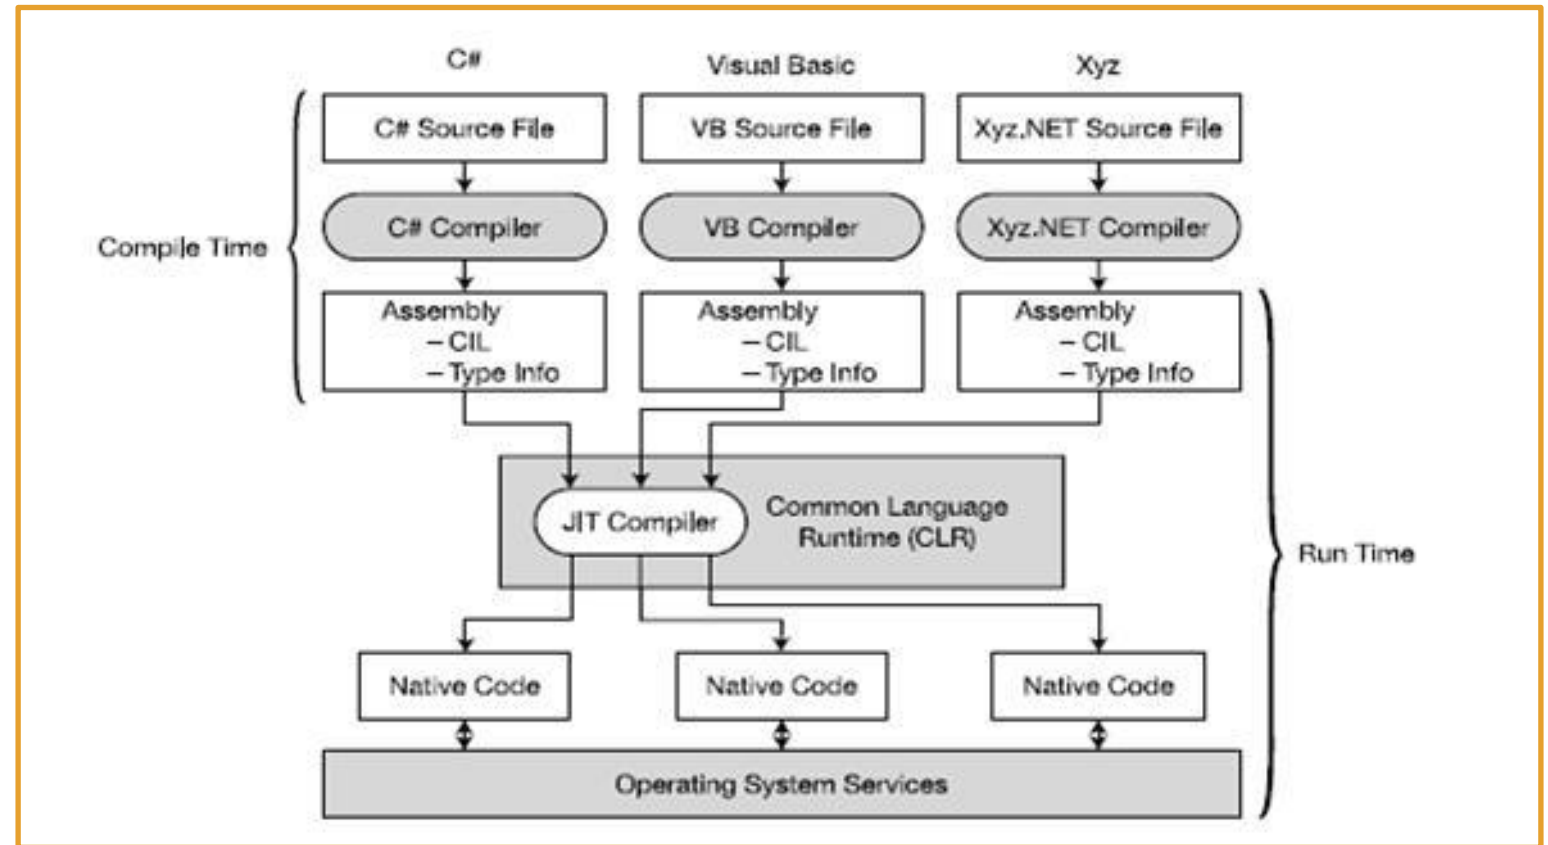 C#
Visual Basic
Xyz
C# Source File
VB Source File
Xyz.NET Source File
C# Compiler
VB Compiler
Xyz.NET Compiler
Compile Time
Assembly
– CIL
– Type Info
Assembly
– CIL
– Type Info
Assembly
– CIL
– Type Info
JIT Compiler
Common Language
Runtime (CLR)
Run Time
Native Code
Native Code
Native Code
Operating System Services